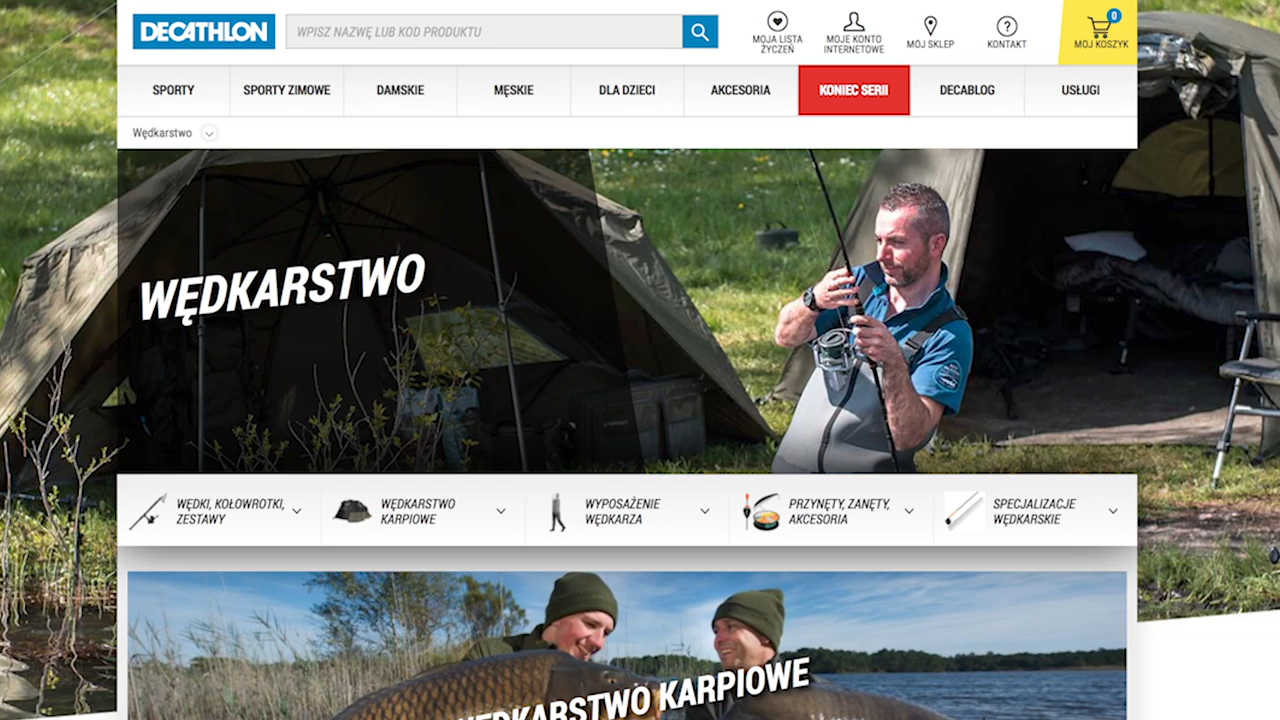 DECATHLON
WPISZ NAZWĘ LUB KOD PRODUKTU
MOJA LISTA
ŻYCZEŃ
MOJE KONTO
INTERNETOWE
MÓJ SKLEP
KONTAKT
0
MÓJ KOSZYK
SPORTY
SPORTY ZIMOWE
DAMSKIE
MĘSKIE
DLA DZIECI
AKCESORIA
KONIEC SERII
DECABLOG
USŁUGI
Wędkarstwo
WĘDKARSTWO
WĘDKI, KOŁOWROTKI,
ZESTAWY
WĘDKARSTWO
KARPIOWE
WYPOSAŻENIE
WĘDKARZA
PRZYNĘTY, ZANĘTY,
AKCESORIA
SPECJALIZACJE
WĘDKARSKIE
WĘDKARSTWO KARPIOWE